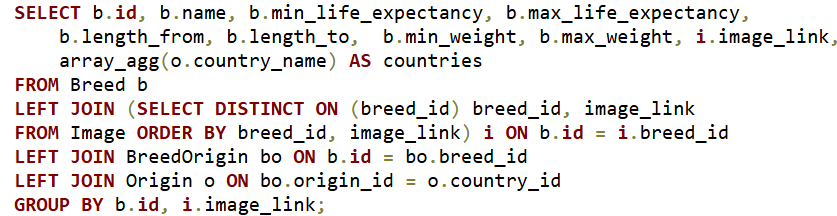 SELECT b.id, b.name, b.min_life_expectancy, b.max_life_expectancy,
b.length_from, b.length_to,  b.min_weight, b.max_weight, i.image_link,
array_agg(o.country_name) AS countries
FROM Breed b
LEFT JOIN (SELECT DISTINCT ON (breed_id) breed_id, image_link
FROM Image ORDER BY breed_id, image_link) i ON b.id = i.breed_id
LEFT JOIN BreedOrigin bo ON b.id = bo.breed_id
LEFT JOIN Origin o ON bo.origin_id = o.country_id
GROUP BY b.id, i.image_link;